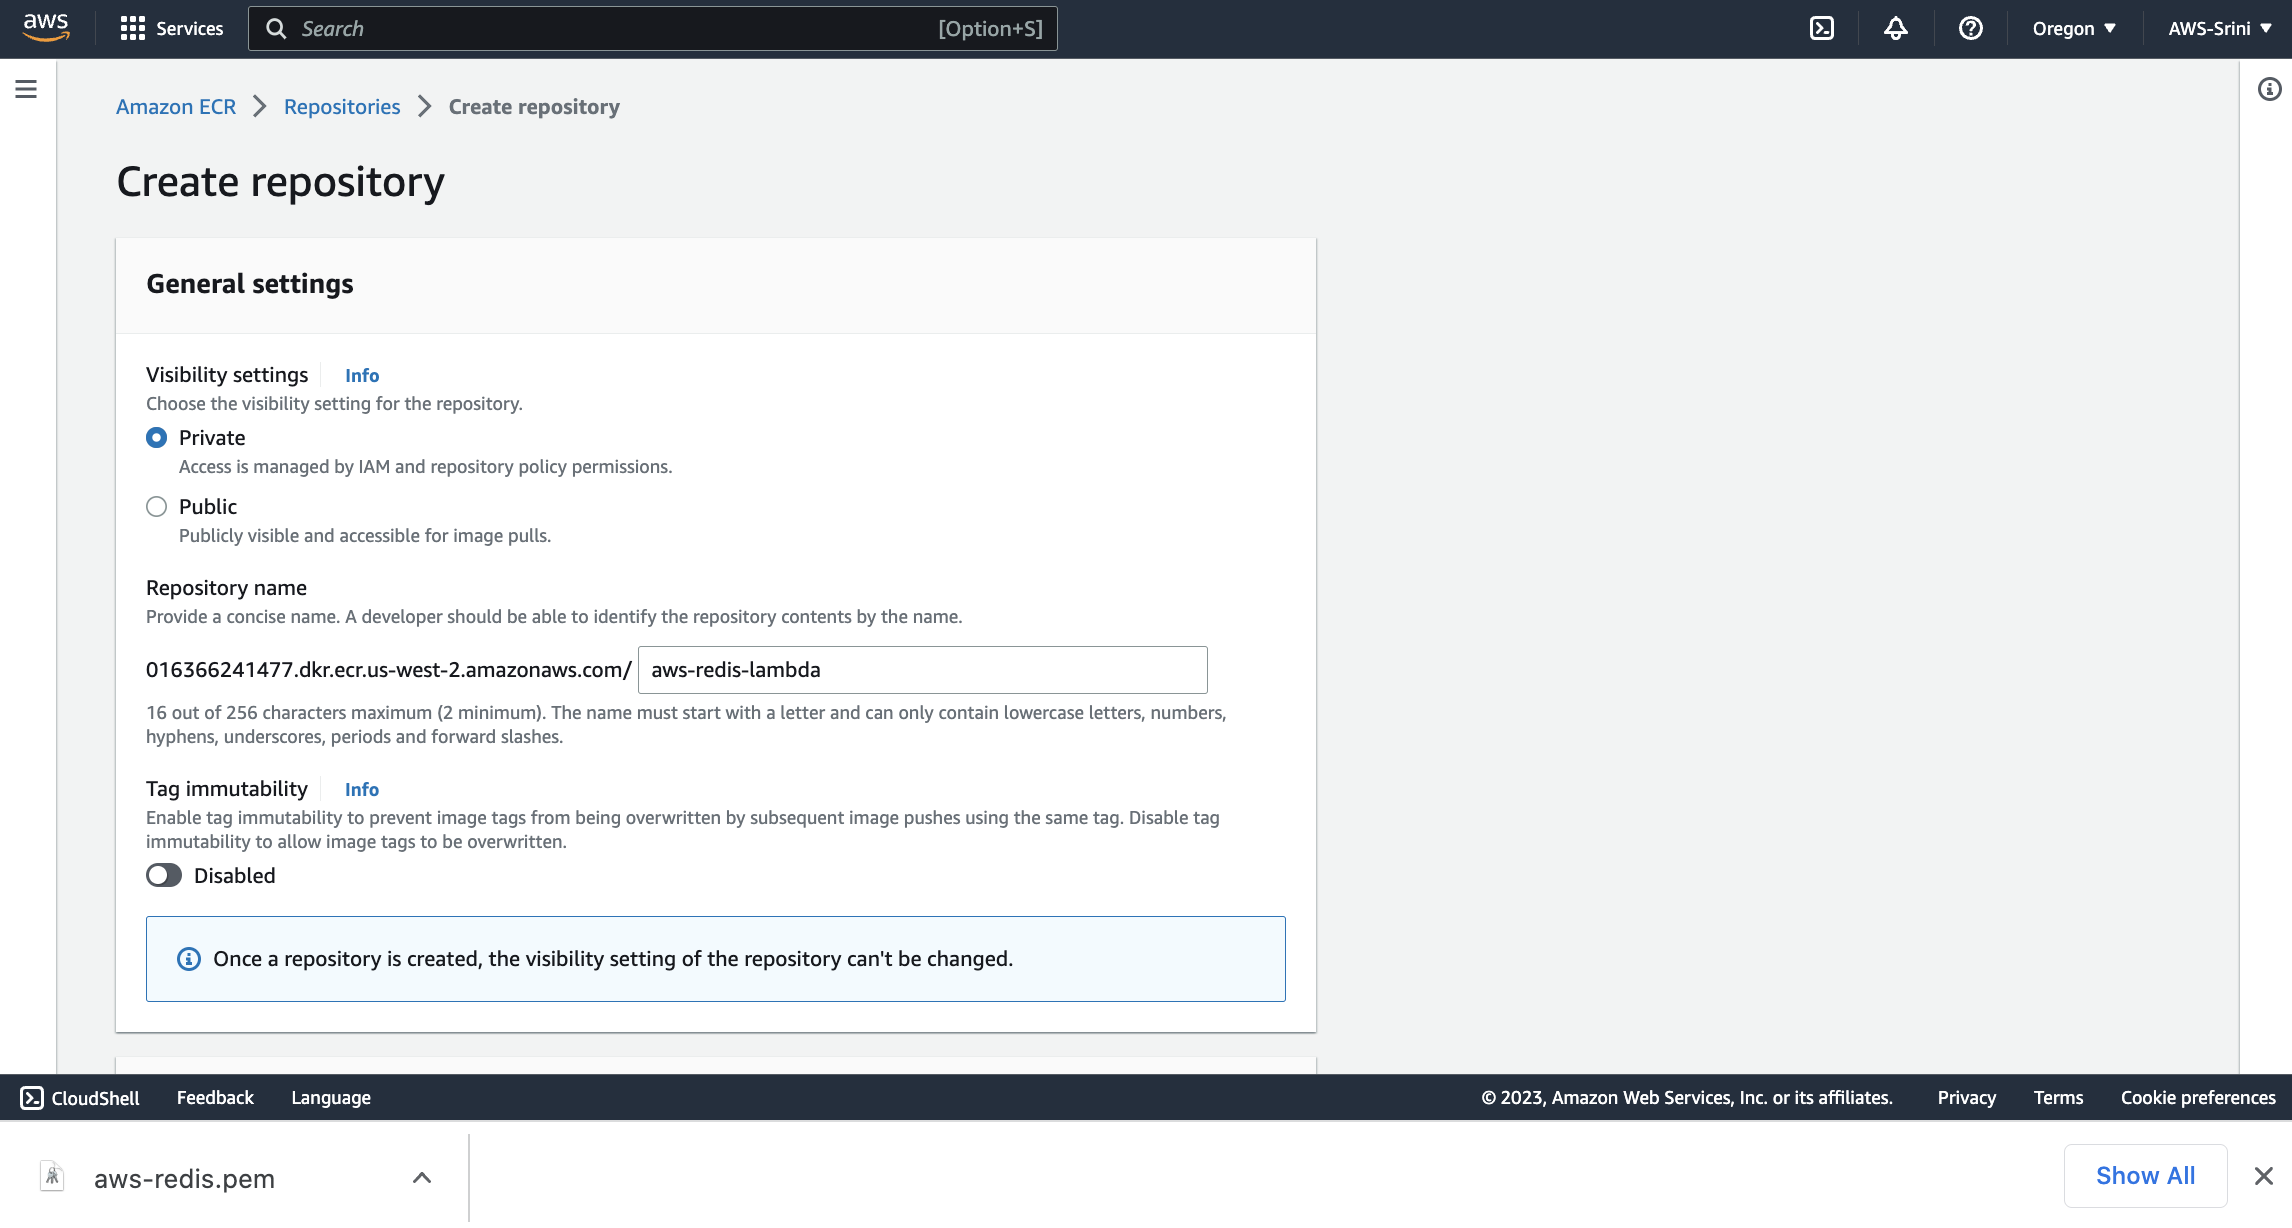 aws
Services
Search
[Option+S]
Oregon
AWS-Srini
Amazon ECR
Repositories
Create repository
Create repository
General settings
Visibility settings
Info
Choose the visibility setting for the repository.
Private
Access is managed by IAM and repository policy permissions.
Public
Publicly visible and accessible for image pulls.
Repository name
Provide a concise name. A developer should be able to identify the repository contents by the name.
016366241477.dkr.ecr.us-west-2.amazonaws.com/
aws-redis-lambda
16 out of 256 characters maximum (2 minimum). The name must start with a letter and can only contain lowercase letters, numbers,
hyphens, underscores, periods and forward slashes.
Tag immutability
Info
Enable tag immutability to prevent image tags from being overwritten by subsequent image pushes using the same tag. Disable tag
immutability to allow image tags to be overwritten.
Disabled
Once a repository is created, the visibility setting of the repository can't be changed.
CloudShell
Feedback
Language
© 2023, Amazon Web Services, Inc. or its affiliates.
Privacy
Terms
Cookie preferences
aws-redis.pem
Show All